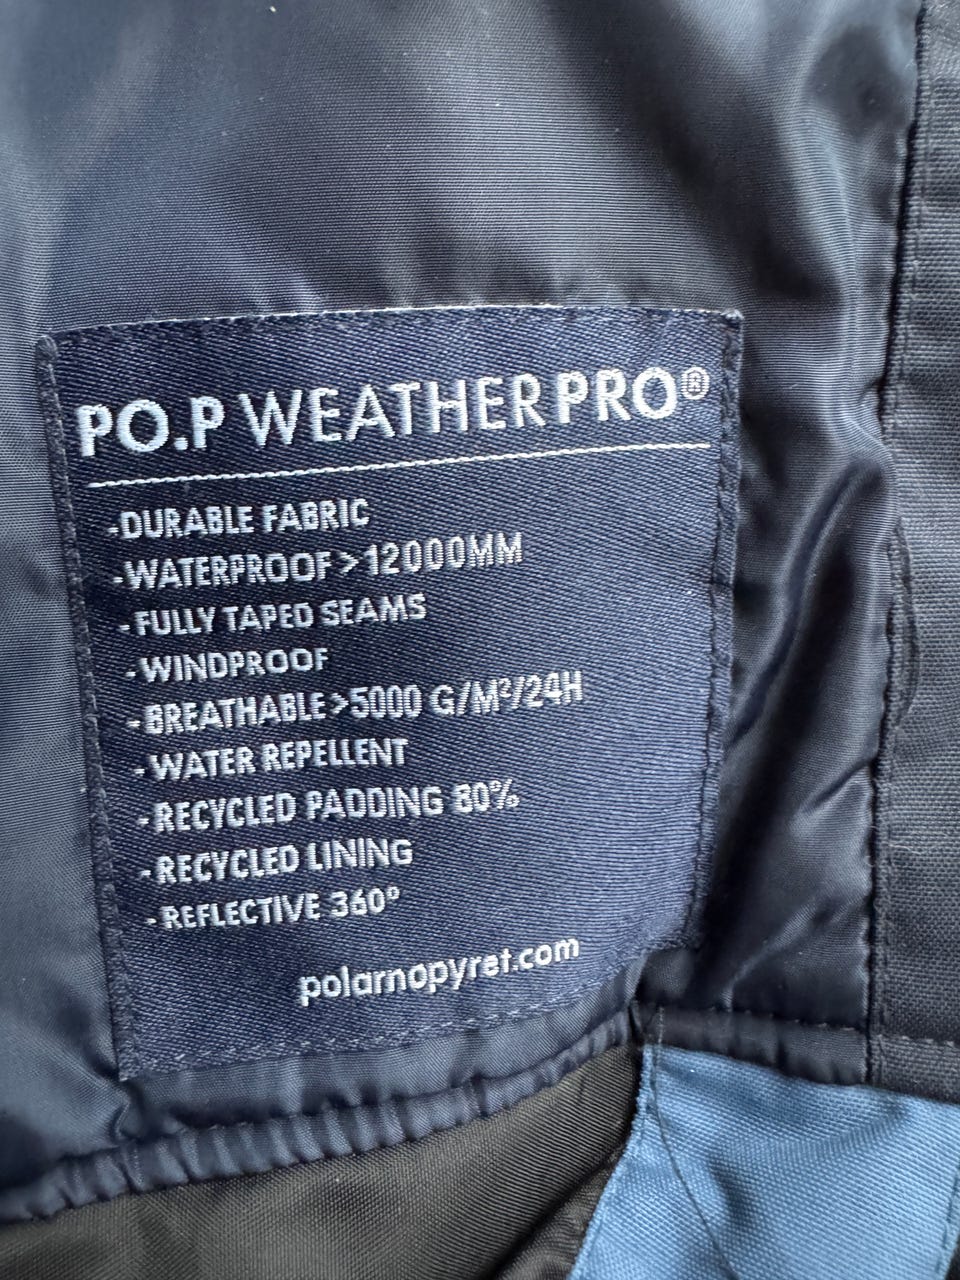 PO.P WEATHERPRO®
-DURABLE FABRIC
-WATERPROOF >12000MM
-FULLY TAPED SEAMS
-WINDPROOF
-BREATHABLE >5000 G/M²/24H
-WATER REPELLENT
-RECYCLED PADDING 80%
-RECYCLED LINING
-REFLECTIVE 360°
polarnopyret.com